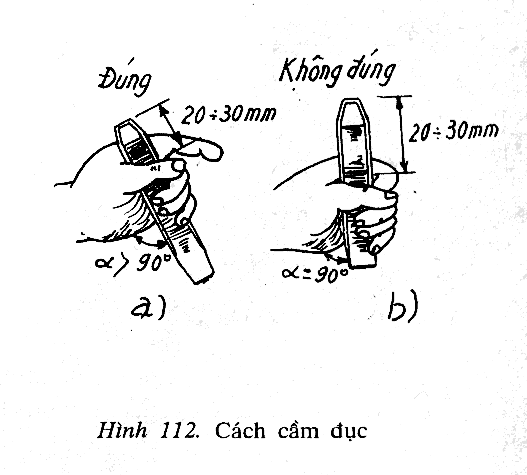 Đúng
Không đúng
20÷30mm
20÷30mm
α > 90°
α = 90°
a)
b)
Hình 112. Cách cầm đục